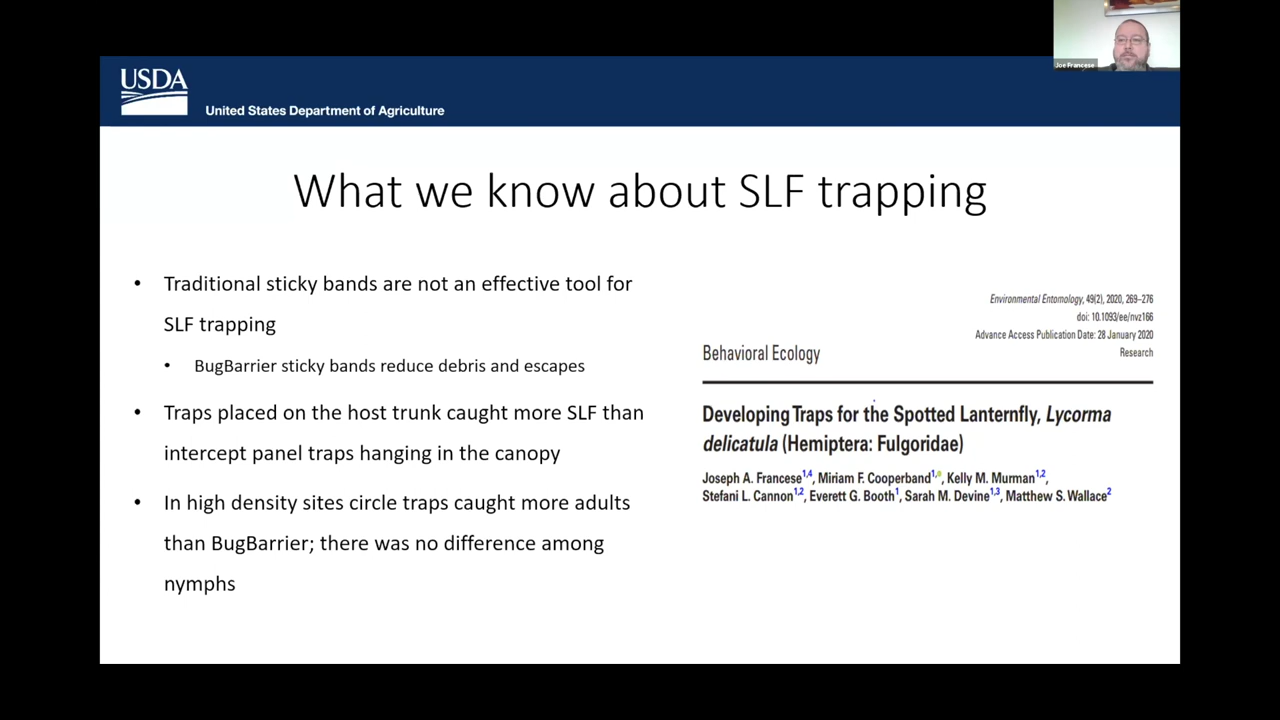 Joe Francese
USDA
United States Department of Agriculture
What we know about SLF trapping
• Traditional sticky bands are not an effective tool for
SLF trapping
• BugBarrier sticky bands reduce debris and escapes
• Traps placed on the host trunk caught more SLF than
intercept panel traps hanging in the canopy
• In high density sites circle traps caught more adults
than BugBarrier; there was no difference among
nymphs
Environmental Entomology, 49(2), 2020, 269–276
doi: 10.1093/ee/nvz166
Advance Access Publication Date: 28 January 2020
Research
Behavioral Ecology
Developing Traps for the Spotted Lanternfly, Lycorma
delicatula (Hemiptera: Fulgoridae)
Joseph A. Francese1,4, Miriam F. Cooperband1, Kelly M. Murman1,2,
Stefani L. Cannon1,2, Everett G. Booth1, Sarah M. Devine1,3, Matthew S. Wallace2